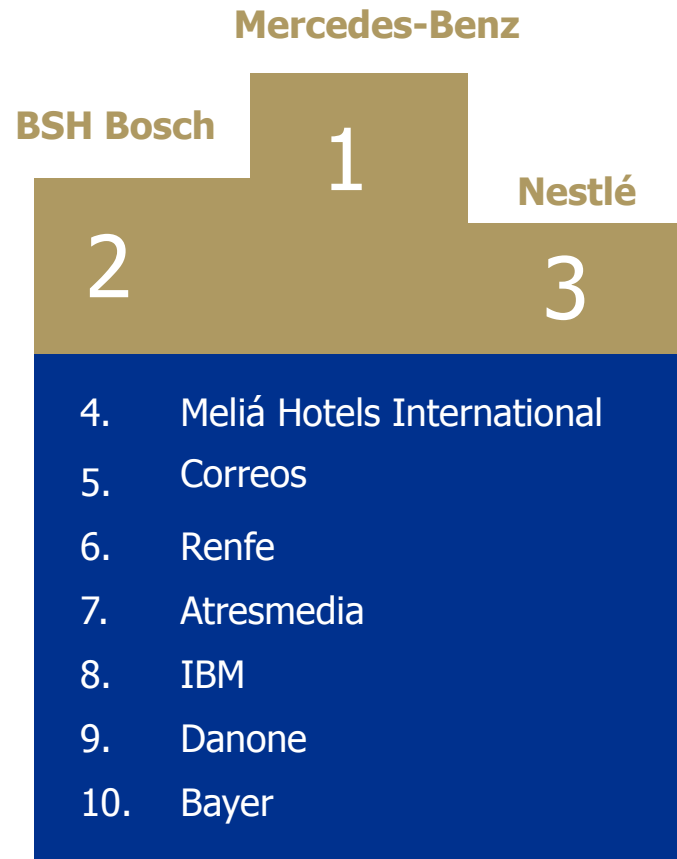 Mercedes-Benz
BSH Bosch
1
Nestlé
2
3
4. Meliá Hotels International
5. Correos
6. Renfe
7. Atresmedia
8. IBM
9. Danone
10. Bayer